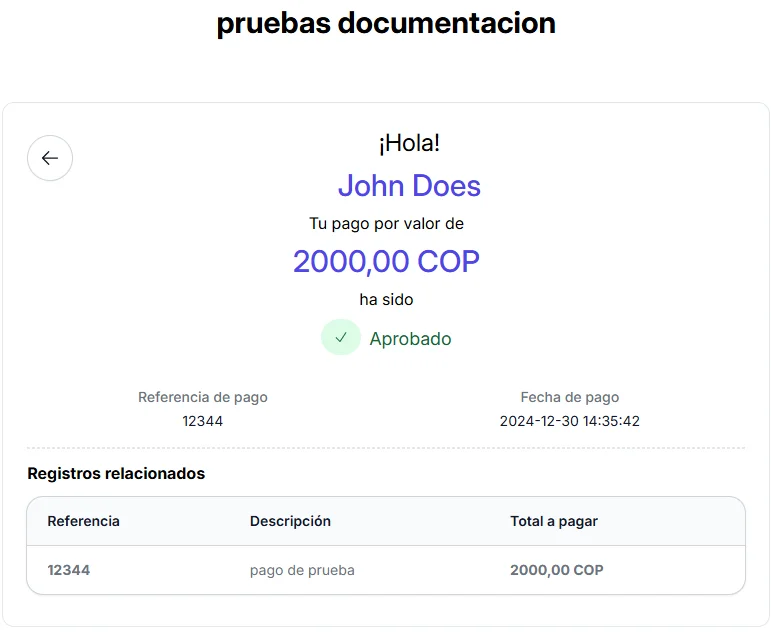 pruebas documentacion
¡Hola!
John Does
Tu pago por valor de
2000,00 COP
ha sido
Aprobado
Referencia de pago
12344
Fecha de pago
2024-12-30 14:35:42
Registros relacionados
Referencia Descripción Total a pagar
12344 pago de prueba 2000,00 COP